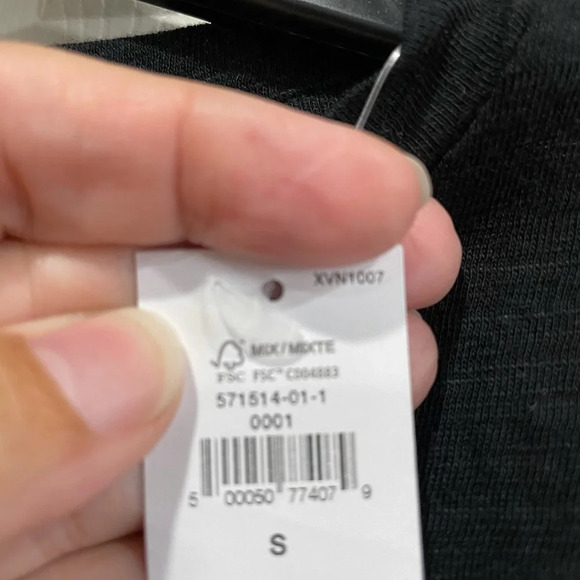 XVN1007
MIX/MIXTE
FSC FSC® C004883
571514-01-1
0001
5 00050 77407 9
S